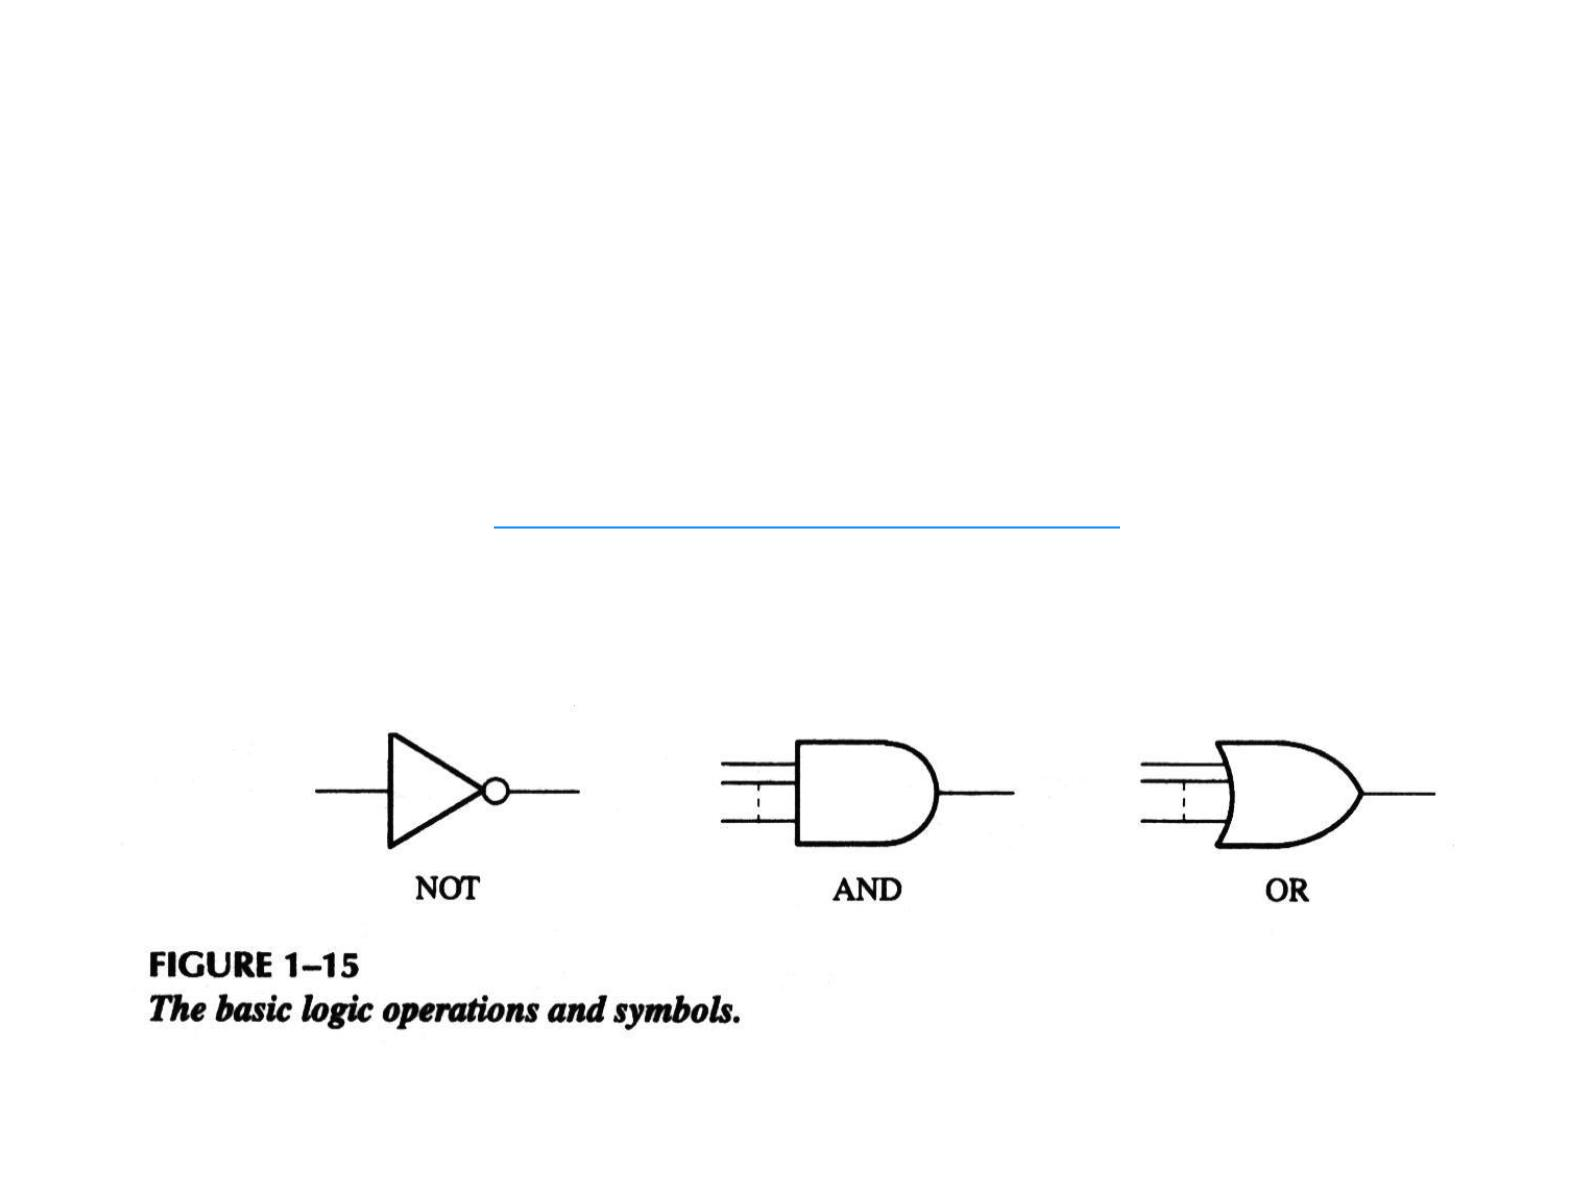 NOT
AND
OR
FIGURE 1–15
The basic logic operations and symbols.